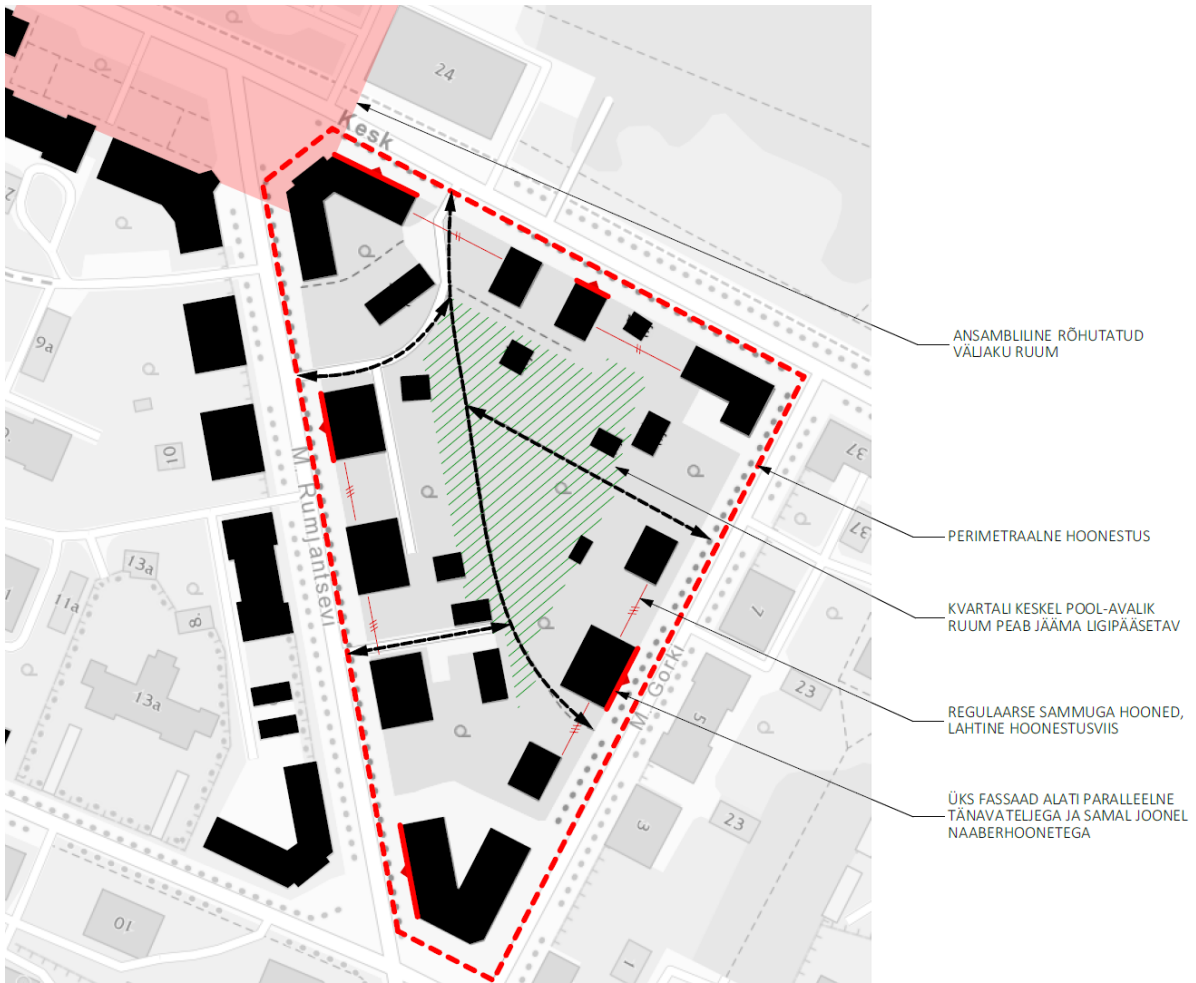 24
Kesk
9a
10
M. Rumjantsevi
13a
11a
8
13a
10
37
37
7
23
M. Gorki
5
3
23
1
ANSAMBLILINE RÕHUTATUD
VÄLJAKU RUUM
PERIMETRAALNE HOONESTUS
KVARTALI KESKEL POOL-AVALIK
RUUM PEAB JÄÄMA LIGIPÄÄSETAV
REGULAARSE SAMMUGA HOONED,
LAHTINE HOONESTUSVIIS
ÜKS FASSAAD ALATI PARALLEELNE
TÄNAVATELJEGA JA SAMAL JOONEL
NAABERHOONETEGA